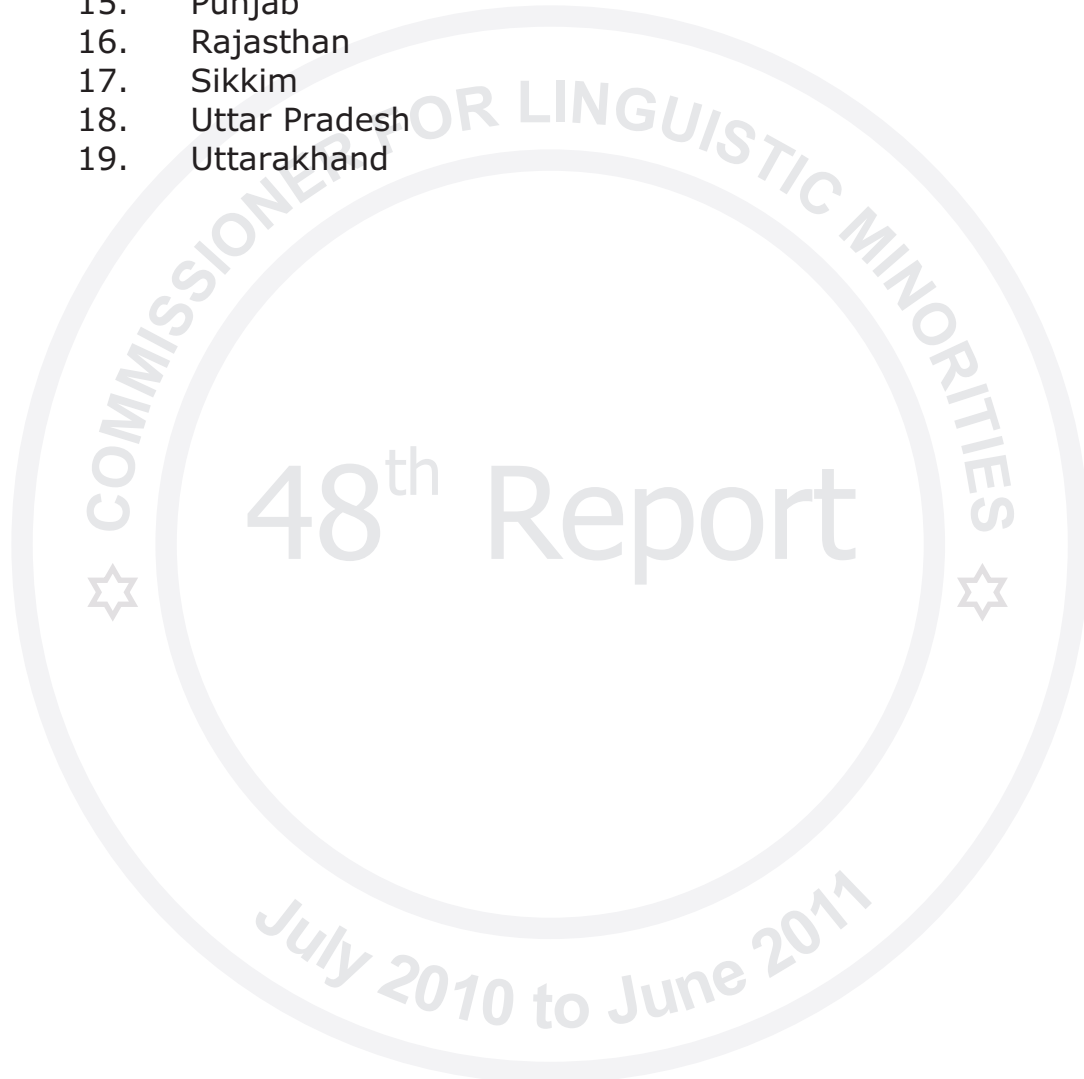 15. Punjab
16. Rajasthan
17. Sikkim
18. Uttar Pradesh
19. Uttarakhand
COMMISSIONER FOR LINGUISTIC MINORITIES
48th Report
July 2010 to June 2011